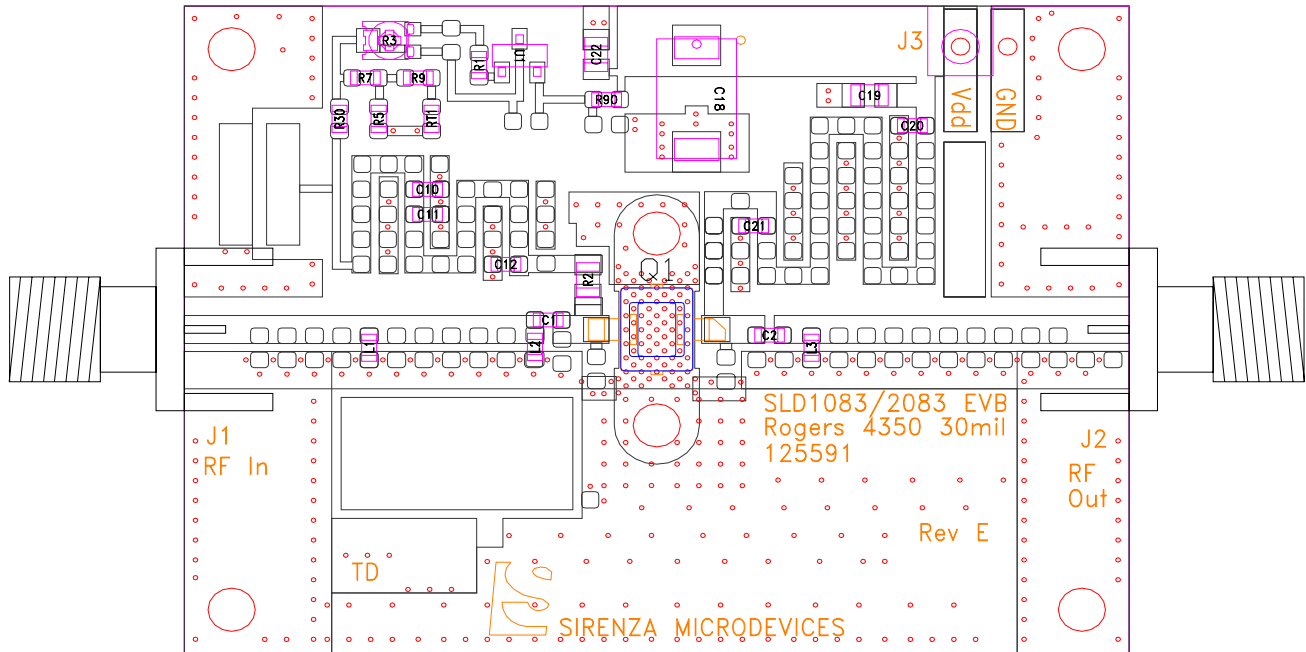 R3
R1
U1
C22
J3
R7
R9
R90
C18
C19
Vdd
GND
R30
R5
RT1
C20
C10
C11
C21
C12
R2
Q1
C1
C2
L1
L2
L3
SLD1083/2083 EVB
Rogers 4350 30mil
125591
J1
RF In
J2
RF
Out
Rev E
TD
SIRENZA MICRODEVICES